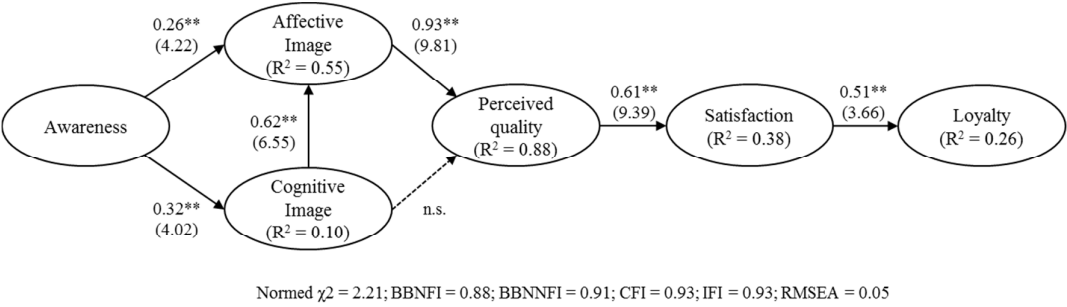 0.26**
(4.22)
Affective
Image
(R² = 0.55)
0.93**
(9.81)
Awareness
0.62**
(6.55)
Perceived
quality
(R² = 0.88)
0.61**
(9.39)
Satisfaction
(R² = 0.38)
0.51**
(3.66)
Loyalty
(R² = 0.26)
0.32**
(4.02)
Cognitive
Image
(R² = 0.10)
n.s.
Normed χ2 = 2.21; BBNFI = 0.88; BBNNFI = 0.91; CFI = 0.93; IFI = 0.93; RMSEA = 0.05